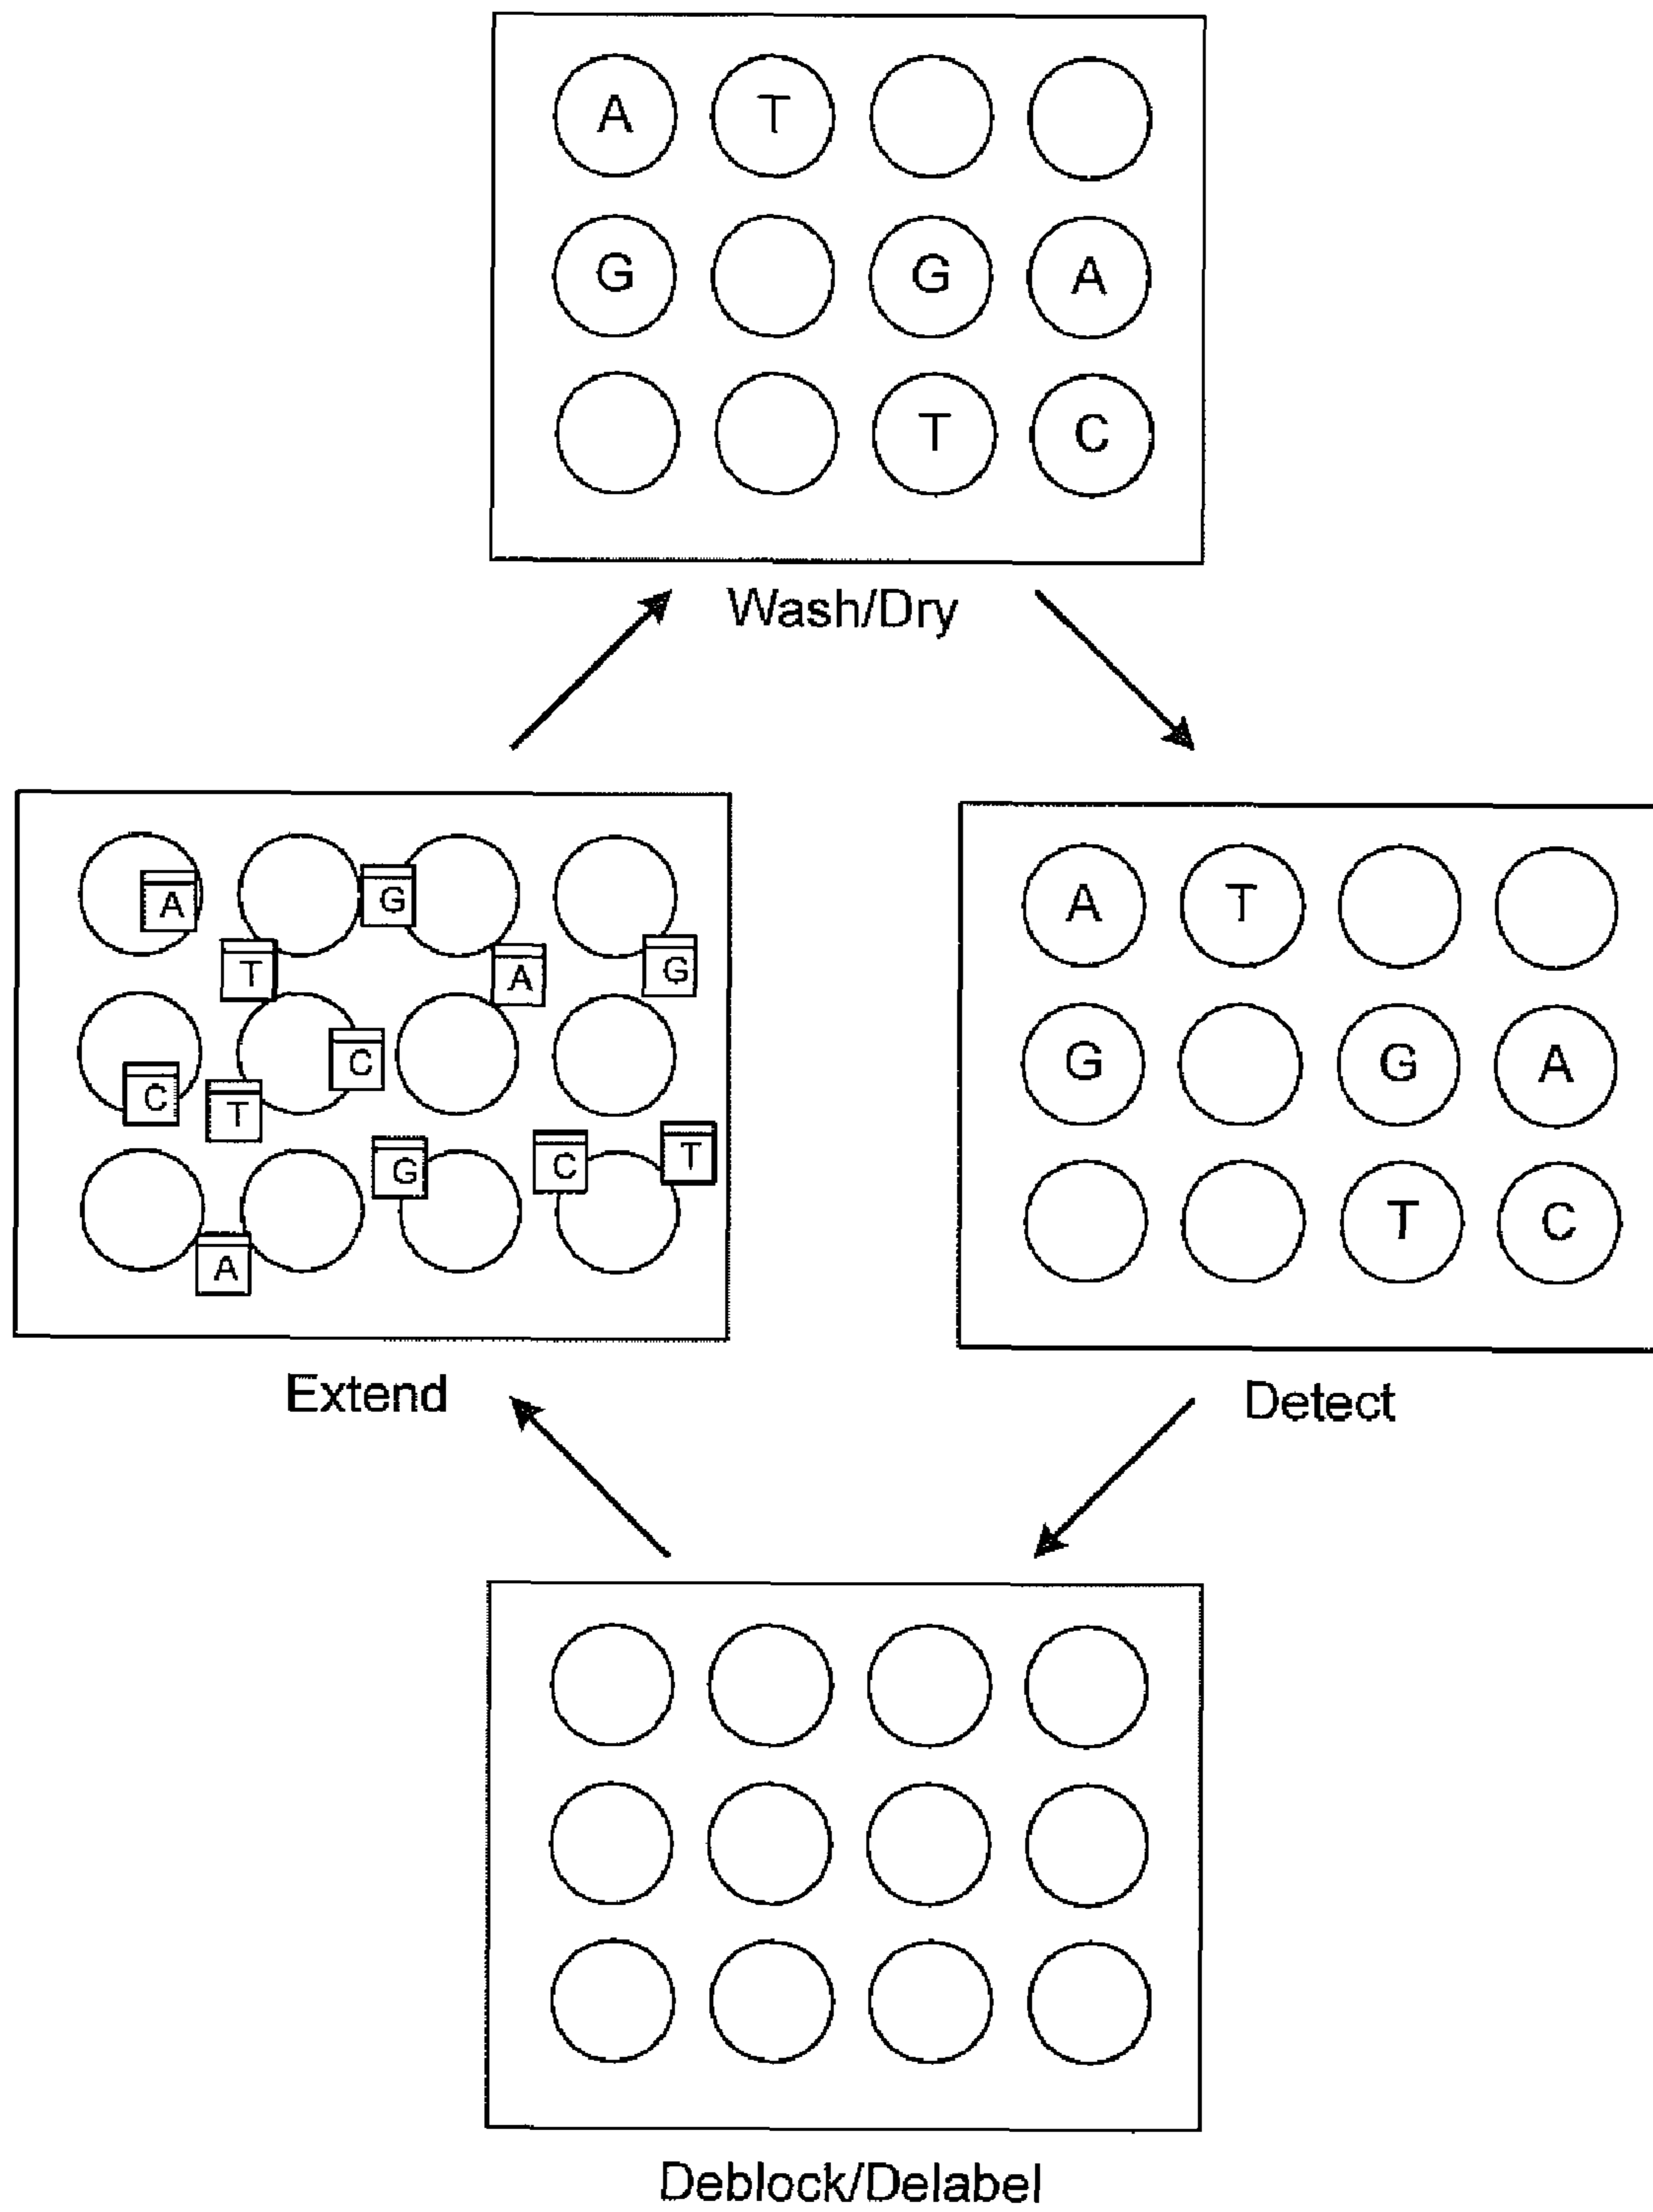 A T
G G A
T C
Wash/Dry
A G
T A G
C T C
G C T
A
A T
G G A
T C
Extend
Detect
Deblock/Delabel